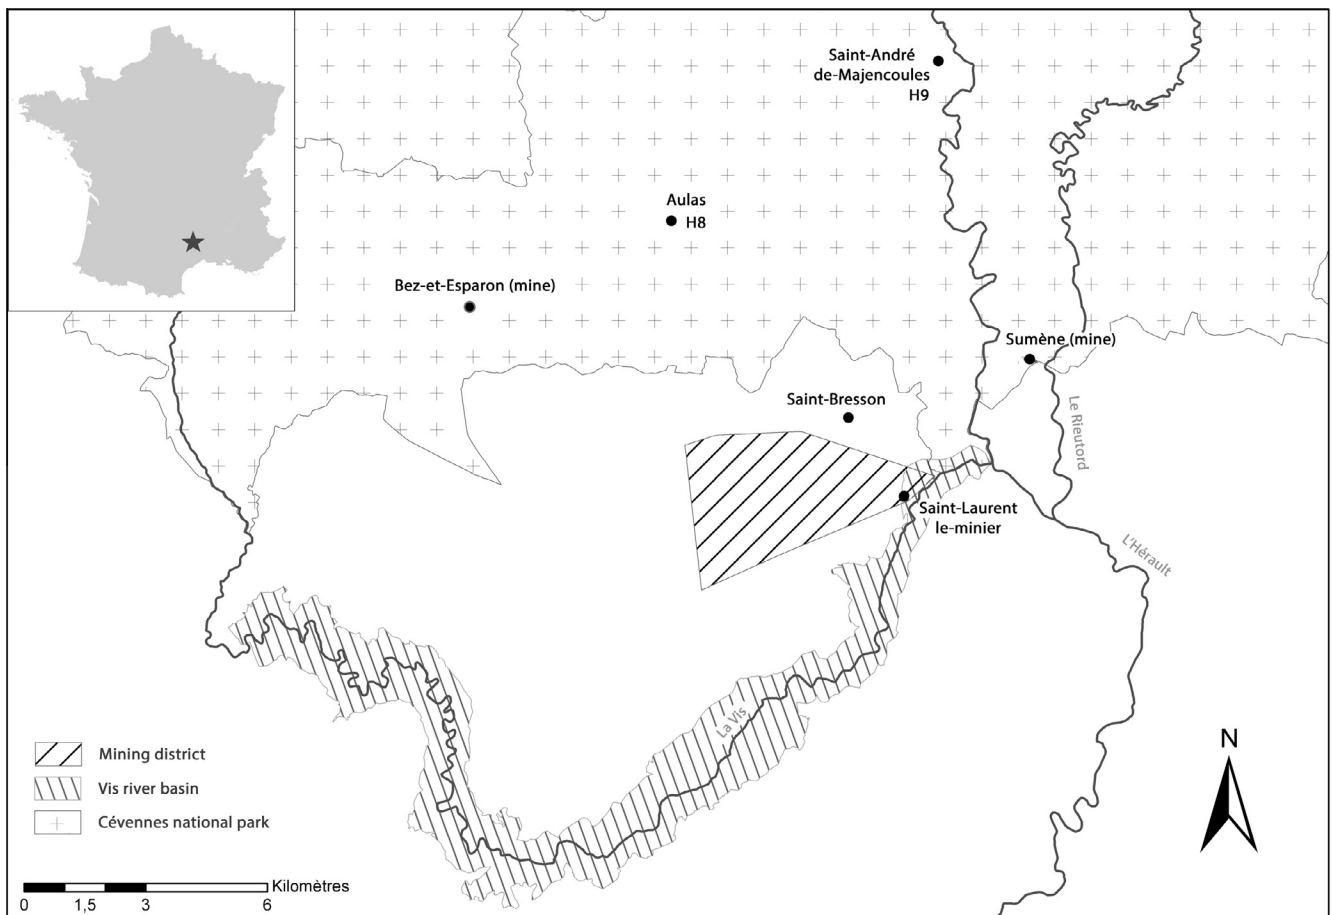 Saint-André
de-Majencoules
H9
Aulas
H8
Bez-et-Esparon (mine)
Sumène (mine)
Saint-Bresson
Le Rieutord
Saint-Laurent
le-minier
L'Hérault
La Vis
N
Mining district
Vis river basin
Cévennes national park
Kilomètres
0 1,5 3 6